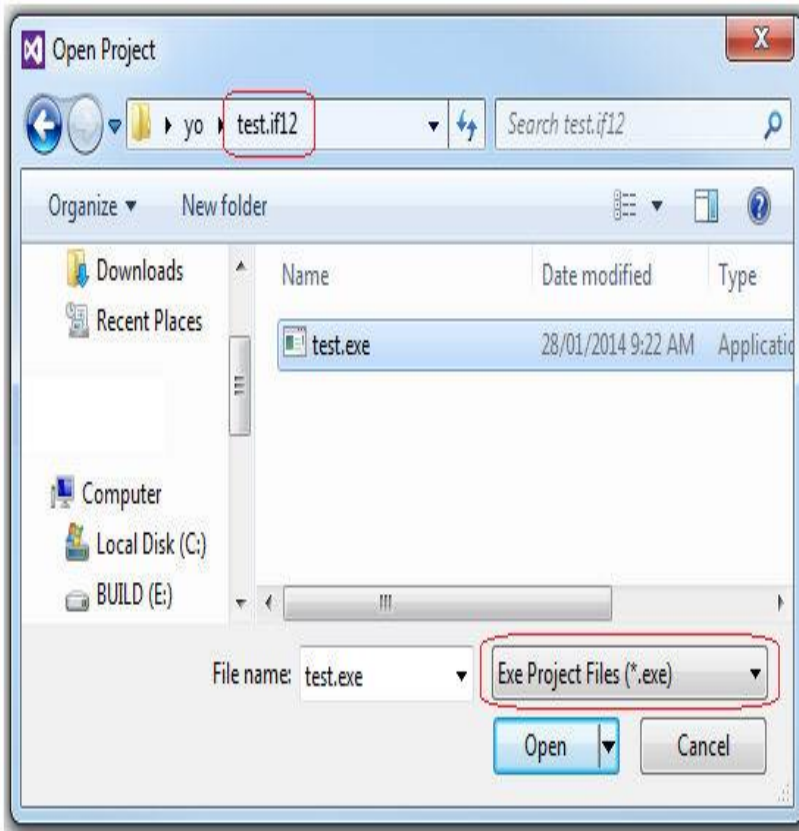 Open Project
X
yo test.if12
Search test.if12
Organize New folder
?
Downloads
Recent Places
Computer
Local Disk (C:)
BUILD (E:)
Name Date modified Type
test.exe 28/01/2014 9:22 AM Applicatic
File name: test.exe Exe Project Files (*.exe)
Open Cancel